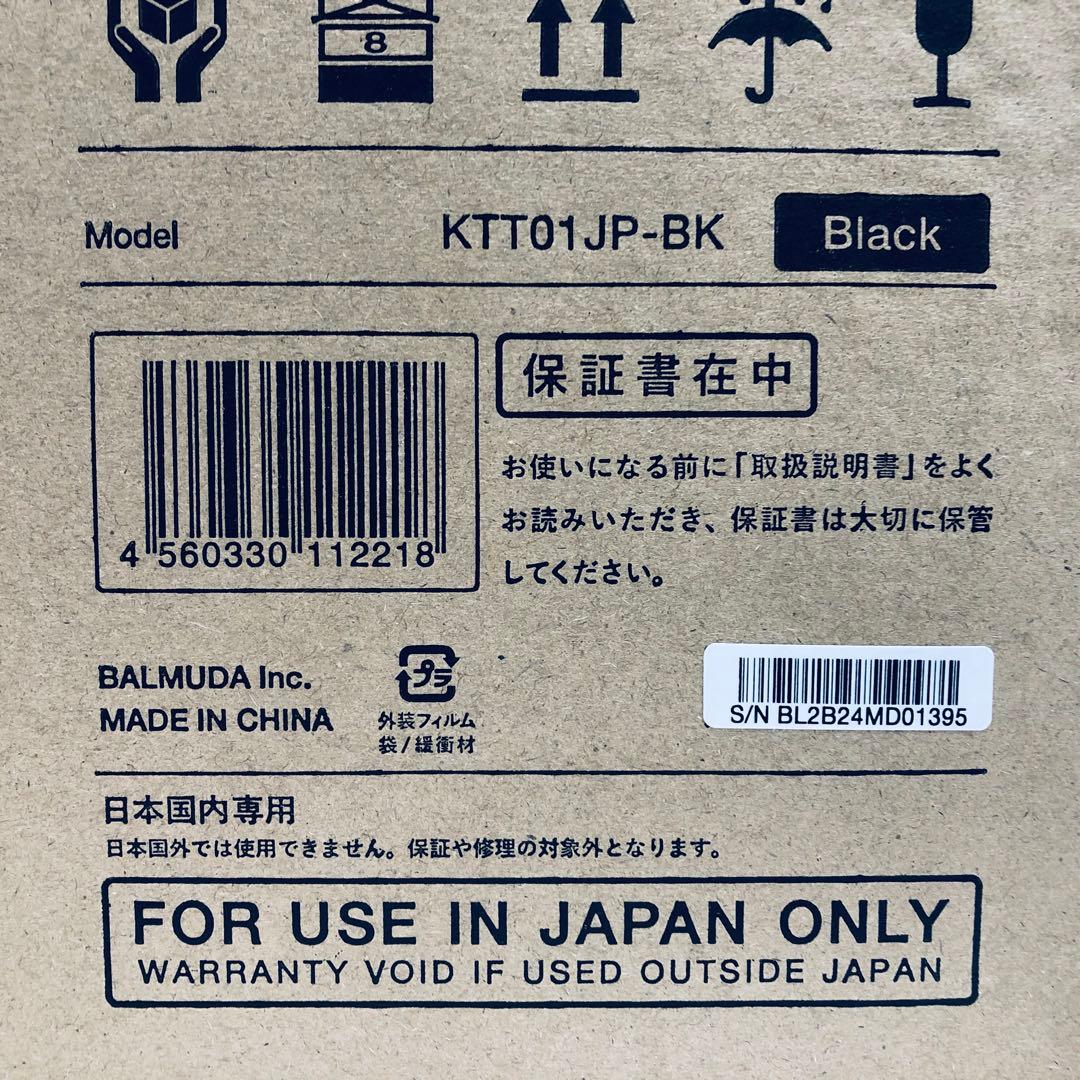 8
Model KTT01JP-BK Black
保証書在中
お使いになる前に「取扱説明書」をよく
お読みいただき、保証書は大切に保管
してください。
4 560330 112218
BALMUDA Inc.
MADE IN CHINA
プラ
外装フィルム
袋/緩衝材
S/N BL2B24MD01395
日本国内専用
日本国外では使用できません。保証や修理の対象外となります。
FOR USE IN JAPAN ONLY
WARRANTY VOID IF USED OUTSIDE JAPAN